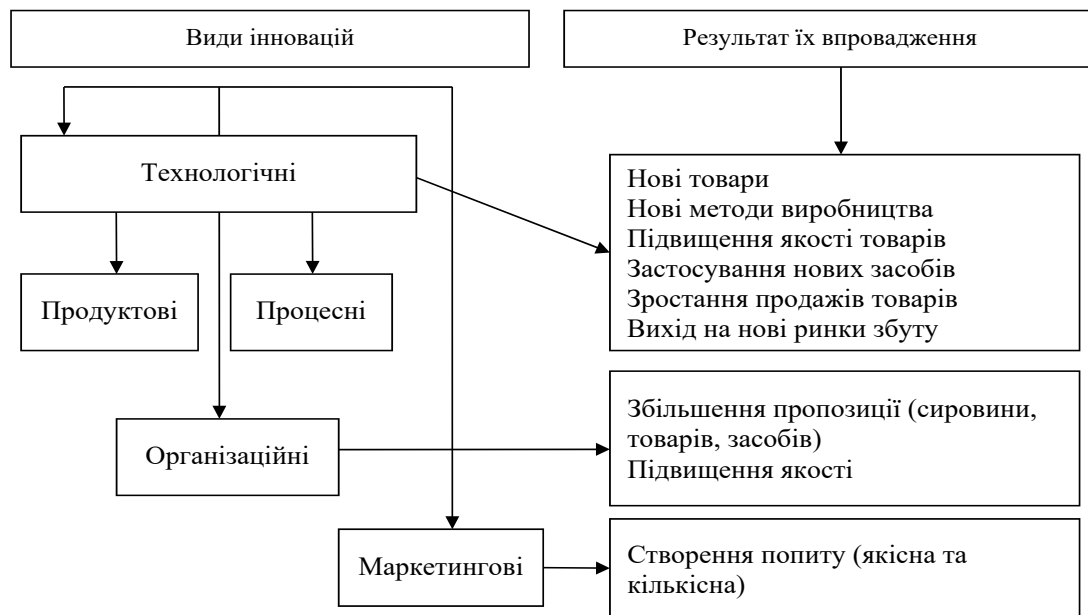 Види інновацій
Результат їх впровадження
Технологічні
Нові товари
Нові методи виробництва
Підвищення якості товарів
Застосування нових засобів
Зростання продажів товарів
Вихід на нові ринки збуту
Продуктові
Процесні
Організаційні
Збільшення пропозиції (сировини,
товарів, засобів)
Підвищення якості
Маркетингові
Створення попиту (якісна та
кількісна)